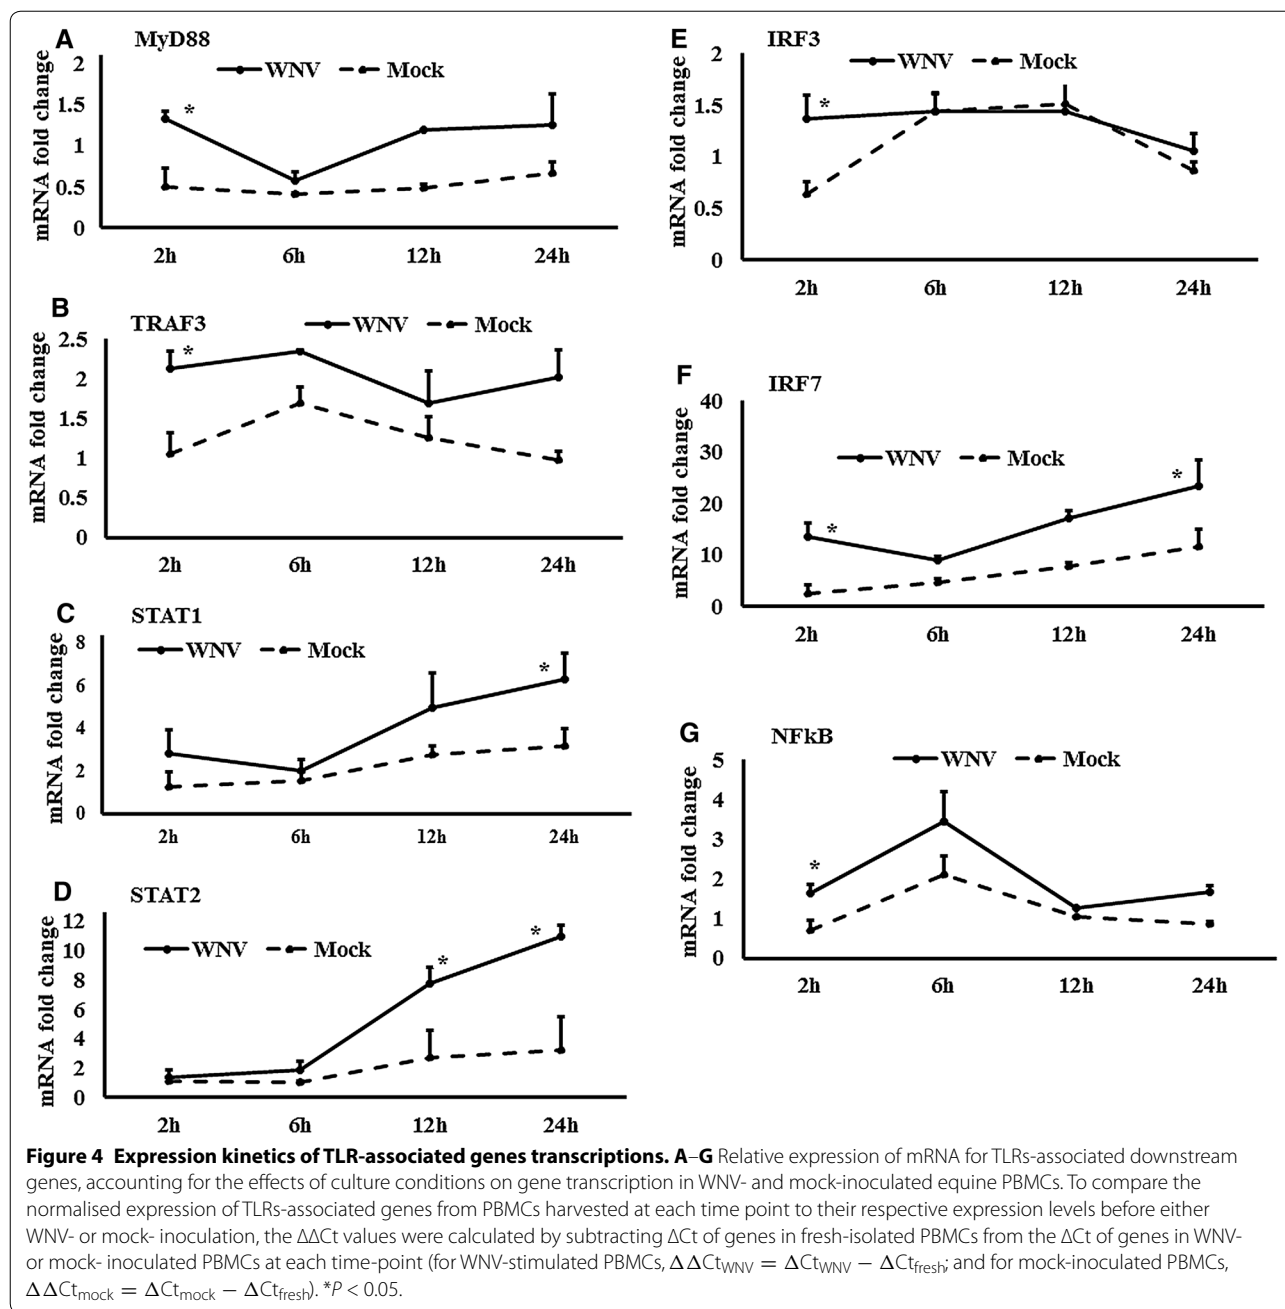 A
MyD88
WNV
Mock
mRNA fold change
2
1.5
1
0.5
0
*
2h
6h
12h
24h
B
TRAF3
WNV
Mock
mRNA fold change
2.5
2
1.5
1
0.5
0
*
2h
6h
12h
24h
C
STAT1
WNV
Mock
mRNA fold change
8
6
4
2
0
*
2h
6h
12h
24h
D
STAT2
WNV
Mock
mRNA fold change
12
10
8
6
4
2
0
*
*
2h
6h
12h
24h
E
IRF3
WNV
Mock
mRNA fold change
2
1.5
1
0.5
0
*
2h
6h
12h
24h
F
IRF7
WNV
Mock
mRNA fold change
40
30
20
10
0
*
*
2h
6h
12h
24h
G
NFkB
WNV
Mock
mRNA fold change
5
4
3
2
1
0
*
2h
6h
12h
24h
Figure 4 Expression kinetics of TLR-associated genes transcriptions. A–G Relative expression of mRNA for TLRs-associated downstream
genes, accounting for the effects of culture conditions on gene transcription in WNV- and mock-inoculated equine PBMCs. To compare the
normalised expression of TLRs-associated genes from PBMCs harvested at each time point to their respective expression levels before either
WNV- or mock- inoculation, the ΔΔCt values were calculated by subtracting ΔCt of genes in fresh-isolated PBMCs from the ΔCt of genes in WNV-
or mock- inoculated PBMCs at each time-point (for WNV-stimulated PBMCs, ΔΔCtWNV = ΔCtWNV − ΔCtfresh; and for mock-inoculated PBMCs,
ΔΔCtmock = ΔCtmock − ΔCtfresh). *P < 0.05.